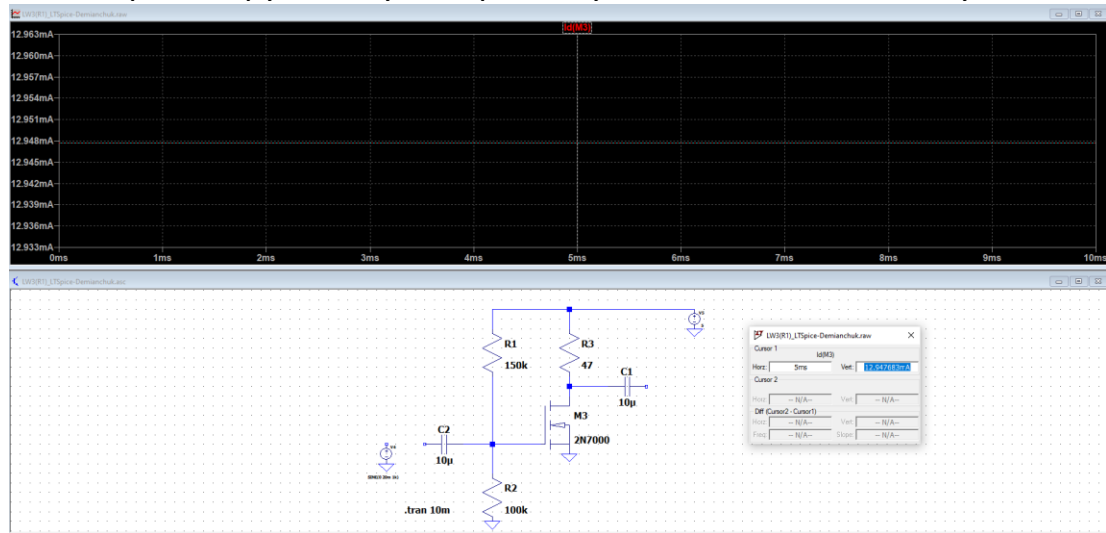 LW3(R1)_LTSpice-Demianchuk.raw
Id(M3)
12.963mA
12.960mA
12.957mA
12.954mA
12.951mA
12.948mA
12.945mA
12.942mA
12.939mA
12.936mA
12.933mA
0ms 1ms 2ms 3ms 4ms 5ms 6ms 7ms 8ms 9ms 10ms
LW3(R1)_LTSpice-Demianchuk.asc
R1
150k
R3
47
C1
10µ
M3
2N7000
C2
10µ
R2
100k
.tran 10m
LW3(R1)_LTSpice-Demianchuk.raw
Cursor 1
Id(M3)
Horz: 5ms Vert: 12.947683mA
Cursor 2
Horz: -- N/A-- Vert: -- N/A--
Diff (Cursor2 - Cursor1)
Horz: -- N/A-- Vert: -- N/A--
Freq: -- N/A-- Slope: -- N/A--